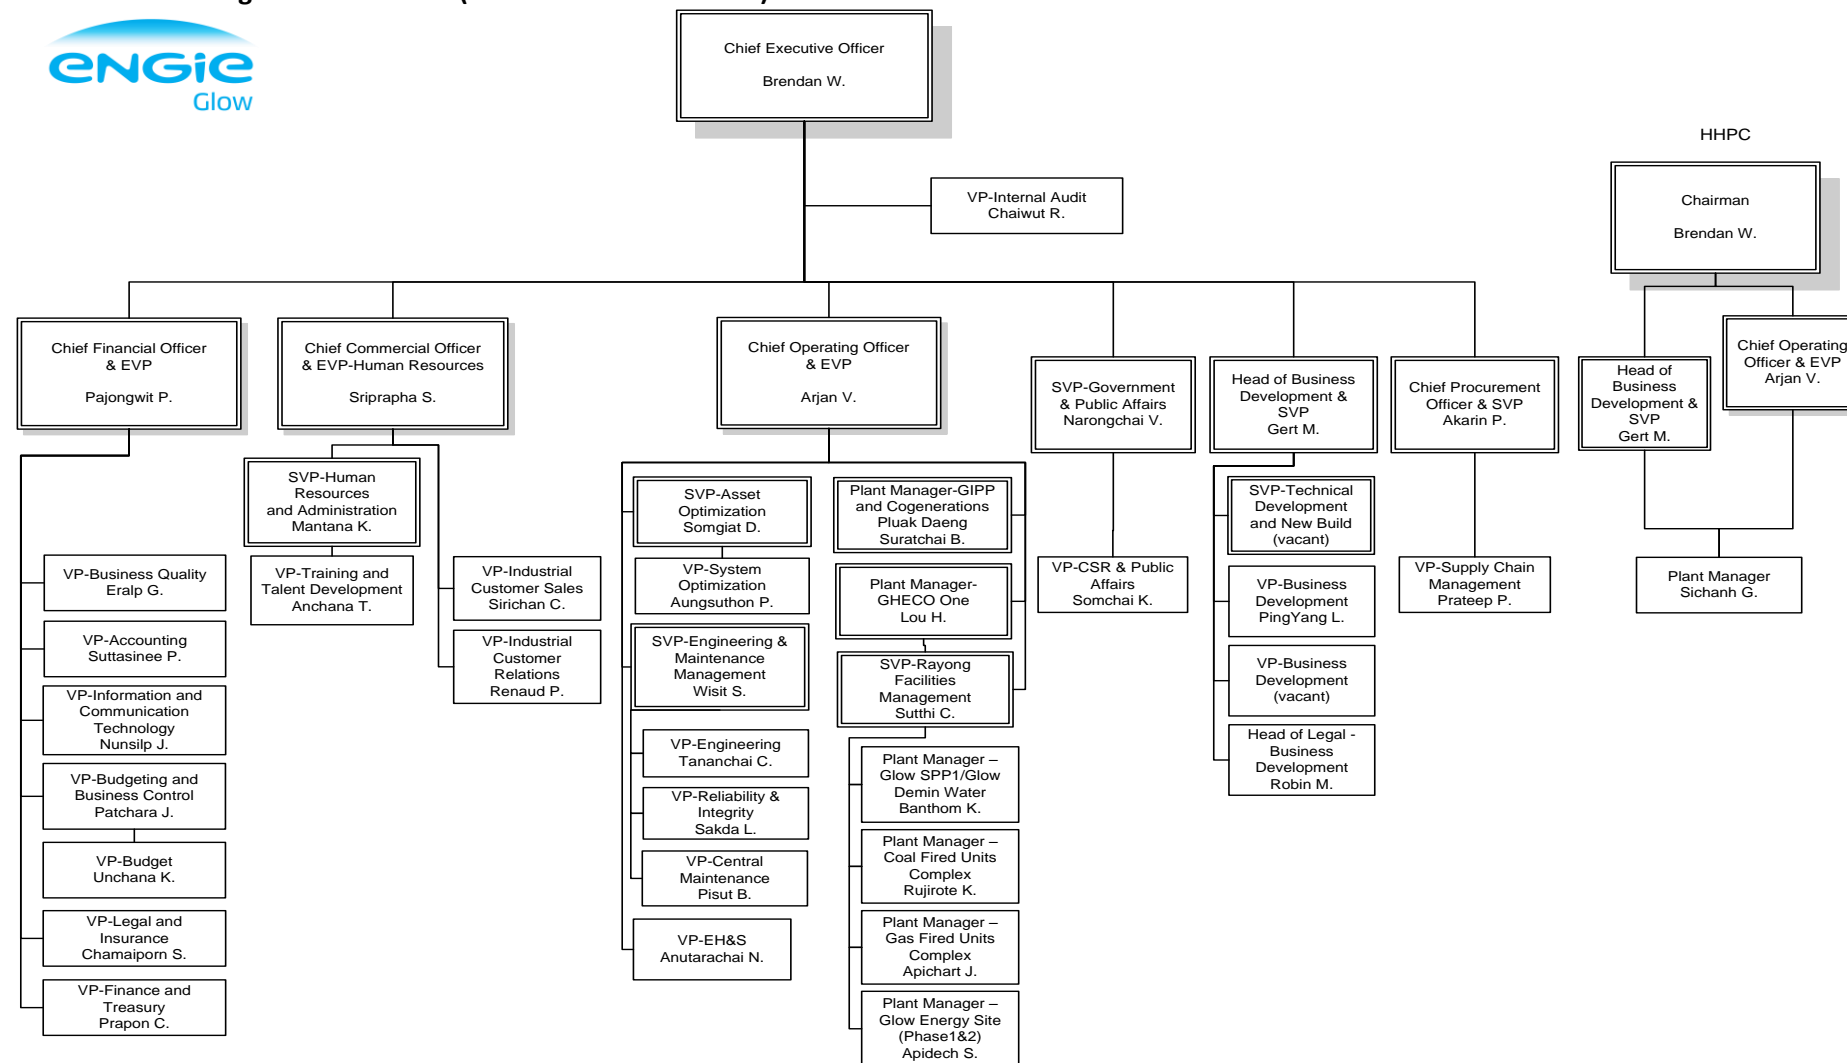 ENGIE
Glow
Chief Executive Officer
Brendan W.
HHPC
Chairman
Brendan W.
VP-Internal Audit
Chaiwut R.
Chief Financial Officer
& EVP
Pajongwit P.
Chief Commercial Officer
& EVP-Human Resources
Sriprapha S.
Chief Operating Officer
& EVP
Arjan V.
SVP-Government
& Public Affairs
Narongchai V.
Head of Business
Development &
SVP
Gert M.
Chief Procurement
Officer & SVP
Akarin P.
Head of
Business
Development &
SVP
Gert M.
Chief Operating
Officer & EVP
Arjan V.
VP-Business Quality
Eralp G.
VP-Accounting
Suttasinee P.
VP-Information and
Communication
Technology
Nunsilp J.
VP-Budgeting and
Business Control
Patchara J.
VP-Budget
Unchana K.
VP-Legal and
Insurance
Chamaiporn S.
VP-Finance and
Treasury
Prapon C.
SVP-Human
Resources
and Administration
Mantana K.
VP-Training and
Talent Development
Anchana T.
VP-Industrial
Customer Sales
Sirichan C.
VP-Industrial
Customer
Relations
Renaud P.
SVP-Asset
Optimization
Somgiat D.
VP-System
Optimization
Aungsuthon P.
SVP-Engineering &
Maintenance
Management
Wisit S.
VP-Engineering
Tananchai C.
VP-Reliability &
Integrity
Sakda L.
VP-Central
Maintenance
Pisut B.
VP-EH&S
Anutarachai N.
Plant Manager-GIPP
and Cogenerations
Pluak Daeng
Suratchai B.
Plant Manager-
GHECO One
Lou H.
SVP-Rayong
Facilities
Management
Sutthi C.
Plant Manager –
Glow SPP1/Glow
Demin Water
Banthom K.
Plant Manager –
Coal Fired Units
Complex
Rujirote K.
Plant Manager –
Gas Fired Units
Complex
Apichart J.
Plant Manager –
Glow Energy Site
(Phase1&2)
Apidech S.
VP-CSR & Public
Affairs
Somchai K.
SVP-Technical
Development
and New Build
(vacant)
VP-Business
Development
PingYang L.
VP-Business
Development
(vacant)
Head of Legal -
Business
Development
Robin M.
VP-Supply Chain
Management
Prateep P.
Plant Manager
Sichanh G.